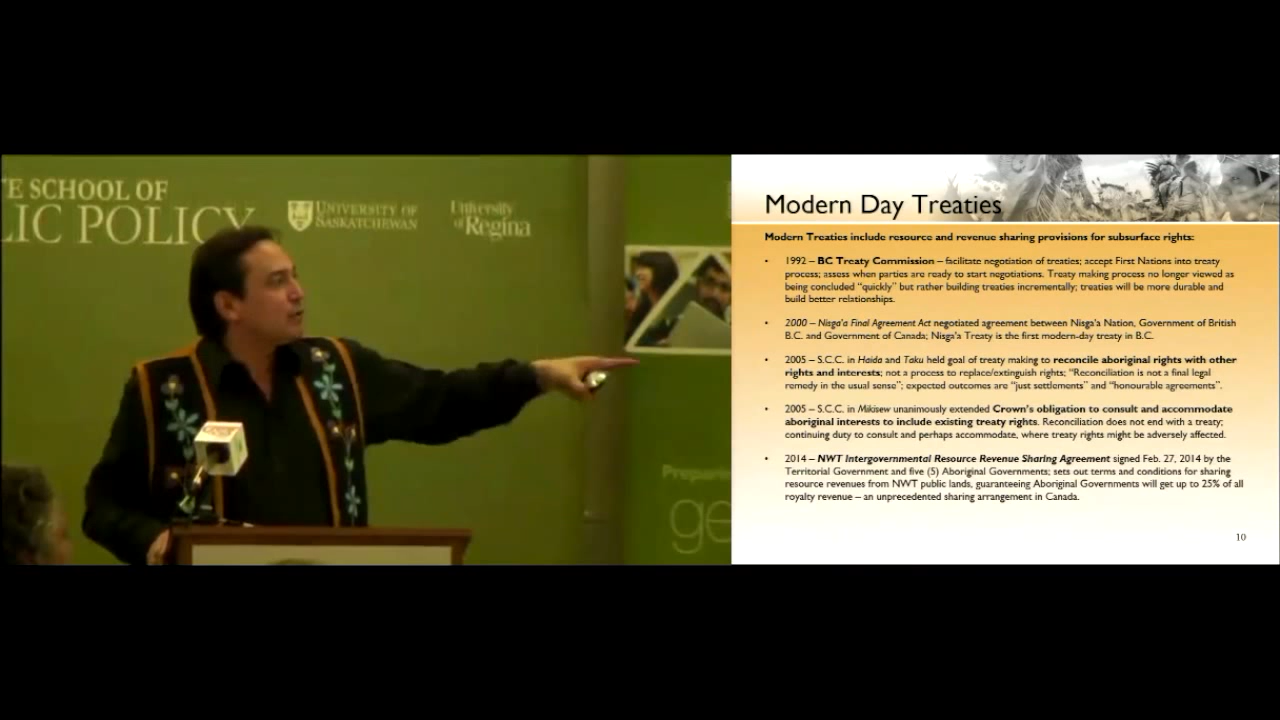 E SCHOOL OF
LIC POLICY
UNIVERSITY OF
SASKATCHEWAN
University
of Regina
Preparing
ge
Modern Day Treaties
Modern Treaties include resource and revenue sharing provisions for subsurface rights:
• 1992 – BC Treaty Commission – facilitate negotiation of treaties; accept First Nations into treaty
process; assess when parties are ready to start negotiations. Treaty making process no longer viewed as
being concluded “quickly” but rather building treaties incrementally; treaties will be more durable and
build better relationships.
• 2000 – Nisga'a Final Agreement Act negotiated agreement between Nisga'a Nation, Government of British
B.C. and Government of Canada; Nisga'a Treaty is the first modern-day treaty in B.C.
• 2005 – S.C.C. in Haida and Taku held goal of treaty making to reconcile aboriginal rights with other
rights and interests; not a process to replace/extinguish rights; “Reconciliation is not a final legal
remedy in the usual sense”; expected outcomes are “just settlements” and “honourable agreements”.
• 2005 – S.C.C. in Mikisew unanimously extended Crown's obligation to consult and accommodate
aboriginal interests to include existing treaty rights. Reconciliation does not end with a treaty;
continuing duty to consult and perhaps accommodate, where treaty rights might be adversely affected.
• 2014 – NWT Intergovernmental Resource Revenue Sharing Agreement signed Feb. 27, 2014 by the
Territorial Government and five (5) Aboriginal Governments; sets out terms and conditions for sharing
resource revenues from NWT public lands, guaranteeing Aboriginal Governments will get up to 25% of all
royalty revenue – an unprecedented sharing arrangement in Canada.
10